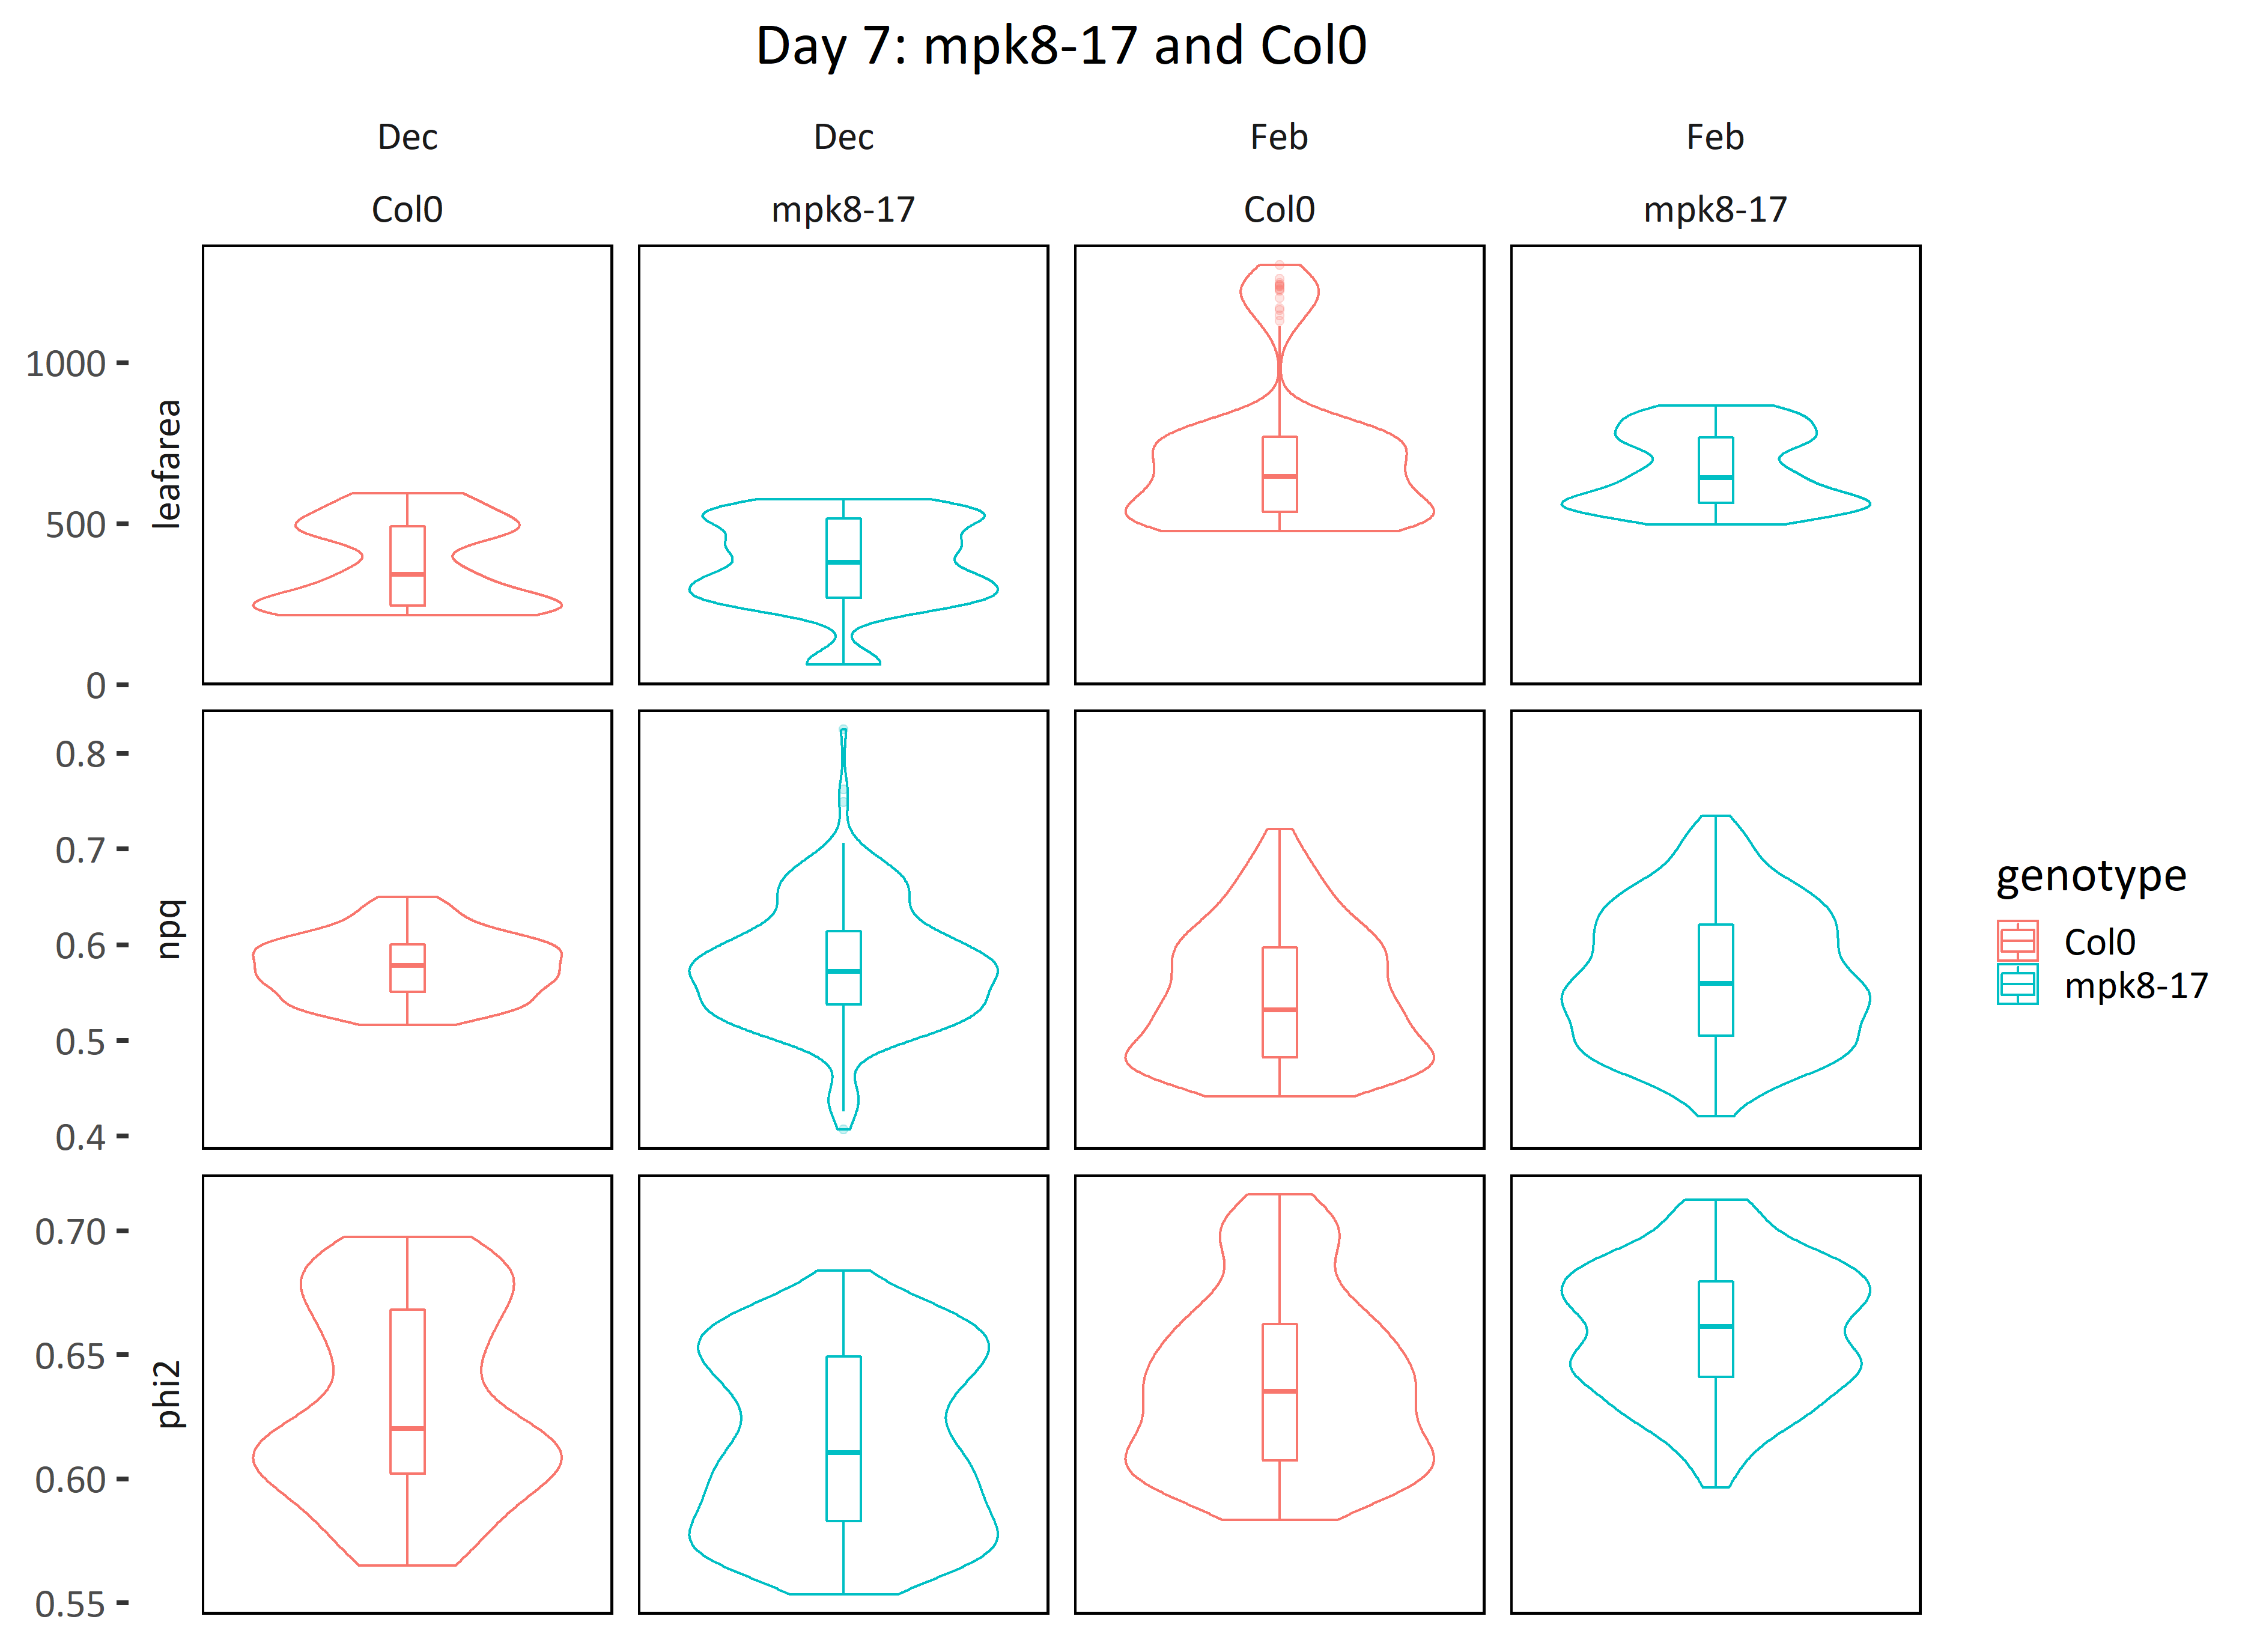 Day 7: mpk8-17 and Col0
Dec Dec Feb Feb
Col0 mpk8-17 Col0 mpk8-17
leafarea
1000
500
0
npq
0.8
0.7
0.6
0.5
0.4
phi2
0.70
0.65
0.60
0.55
genotype
Col0
mpk8-17